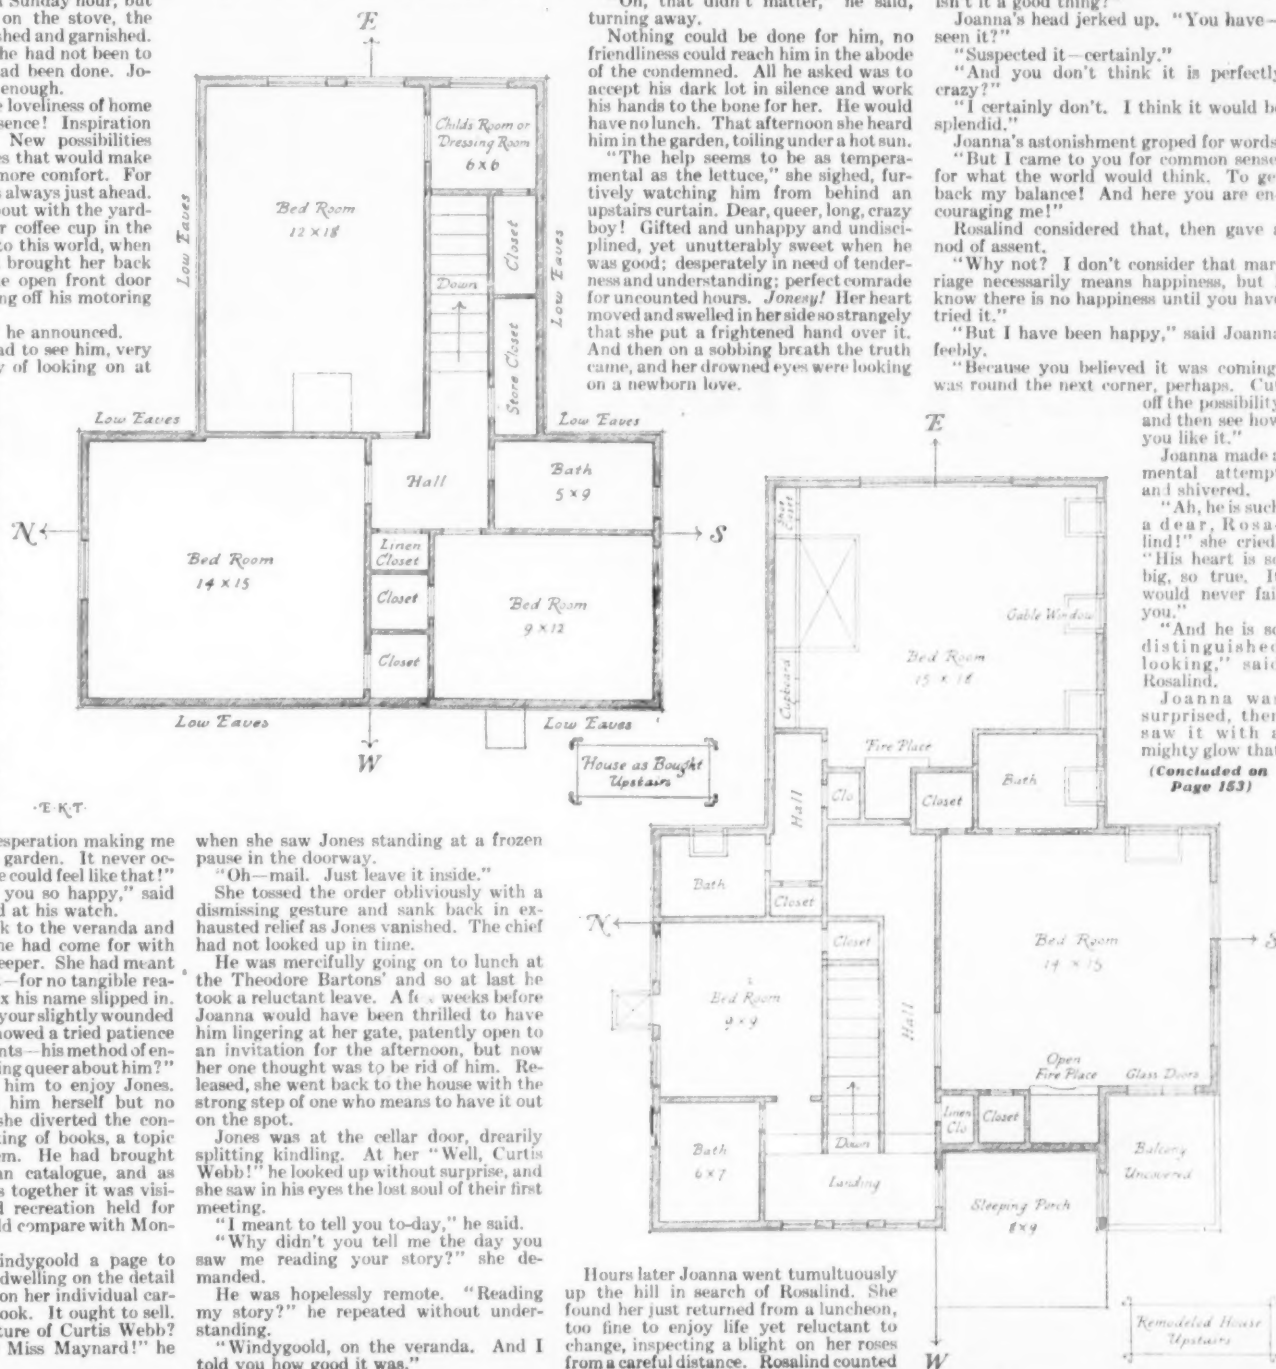 Sunday hour, but
on the stove, the
shed and garnished.
he had not been to
ad been done. Jo-
enough.
e loveliness of home
sence! Inspiration
New possibilities
es that would make
more comfort. For
s always just ahead.
out with the yard-
r coffee cup in the
to this world, when
brought her back
e open front door
ng off his motoring
he announced.
ad to see him, very
y of looking on at
E
Child's Room or
Dressing Room
6 x 6
Bed Room
12 x 18
Low Eaves
Closet
Low Eaves
Down
Store Closet
Low Eaves
Low Eaves
Hall
Bath
5 x 9
N
S
Linen
Closet
Bed Room
14 x 15
Closet
Bed Room
9 x 12
Closet
Low Eaves
Low Eaves
W
House as Bought
Upstairs
·E·K·T·
"Oh, that didn't matter," he said,
turning away.
Nothing could be done for him, no
friendliness could reach him in the abode
of the condemned. All he asked was to
accept his dark lot in silence and work
his hands to the bone for her. He would
have no lunch. That afternoon she heard
him in the garden, toiling under a hot sun.
"The help seems to be as tempera-
mental as the lettuce," she sighed, fur-
tively watching him from behind an
upstairs curtain. Dear, queer, long, crazy
boy! Gifted and unhappy and undisci-
plined, yet unutterably sweet when he
was good; desperately in need of tender-
ness and understanding; perfect comrade
for uncounted hours. Jonesy! Her heart
moved and swelled in her side so strangely
that she put a frightened hand over it.
And then on a sobbing breath the truth
came, and her drowned eyes were looking
on a newborn love.
isn't it a good thing?"
Joanna's head jerked up. "You have—
seen it?"
"Suspected it—certainly."
"And you don't think it is perfectly
crazy?"
"I certainly don't. I think it would be
splendid."
Joanna's astonishment groped for words.
"But I came to you for common sense,
for what the world would think. To get
back my balance! And here you are en-
couraging me!"
Rosalind considered that, then gave a
nod of assent.
"Why not? I don't consider that mar-
riage necessarily means happiness, but I
know there is no happiness until you have
tried it."
"But I have been happy," said Joanna
feebly.
"Because you believed it was coming;
was round the next corner, perhaps. Cut
off the possibility
and then see how
you like it."
Joanna made a
mental attempt
and shivered.
"Ah, he is such
a dear, Rosa-
lind!" she cried.
"His heart is so
big, so true. It
would never fail
you."
"And he is so
distinguished
looking," said
Rosalind.
Joanna was
surprised, then
saw it with a
mighty glow that
(Concluded on
Page 153)
E
Gable Window
Bed Room
15 x 18
Cupboard
Fire Place
Hall
Clo
Closet
Bath
Bath
Closet
N
S
Closet
Bed Room
14 x 15
Bed Room
9 x 9
Hall
Open
Fire Place
Glass Doors
Linen
Clo
Closet
Down
Bath
6 x 7
Landing
Balcony
Uncovered
Sleeping Porch
8 x 9
W
Remodeled House
Upstairs
esperation making me
garden. It never oc-
e could feel like that!"
you so happy," said
d at his watch.
k to the veranda and
he had come for with
eeper. She had meant
—for no tangible rea-
x his name slipped in.
your slightly wounded
howed a tried patience
nts—his method of en-
ing queer about him?"
him to enjoy Jones.
him herself but no
she diverted the con-
king of books, a topic
em. He had brought
an catalogue, and as
s together it was visi-
d recreation held for
ld compare with Mon-
indygoold a page to
dwelling on the detail
on her individual car-
ook. It ought to sell.
ture of Curtis Webb?
Miss Maynard!" he
when she saw Jones standing at a frozen
pause in the doorway.
"Oh—mail. Just leave it inside."
She tossed the order obliviously with a
dismissing gesture and sank back in ex-
hausted relief as Jones vanished. The chief
had not looked up in time.
He was mercifully going on to lunch at
the Theodore Bartons' and so at last he
took a reluctant leave. A few weeks before
Joanna would have been thrilled to have
him lingering at her gate, patently open to
an invitation for the afternoon, but now
her one thought was to be rid of him. Re-
leased, she went back to the house with the
strong step of one who means to have it out
on the spot.
Jones was at the cellar door, drearily
splitting kindling. At her "Well, Curtis
Webb!" he looked up without surprise, and
she saw in his eyes the lost soul of their first
meeting.
"I meant to tell you to-day," he said.
"Why didn't you tell me the day you
saw me reading your story?" she de-
manded.
He was hopelessly remote. "Reading
my story?" he repeated without under-
standing.
"Windygoold, on the veranda. And I
told you how good it was."
Hours later Joanna went tumultuously
up the hill in search of Rosalind. She
found her just returned from a luncheon,
too fine to enjoy life yet reluctant to
change, inspecting a blight on her roses
from a careful distance. Rosalind counted